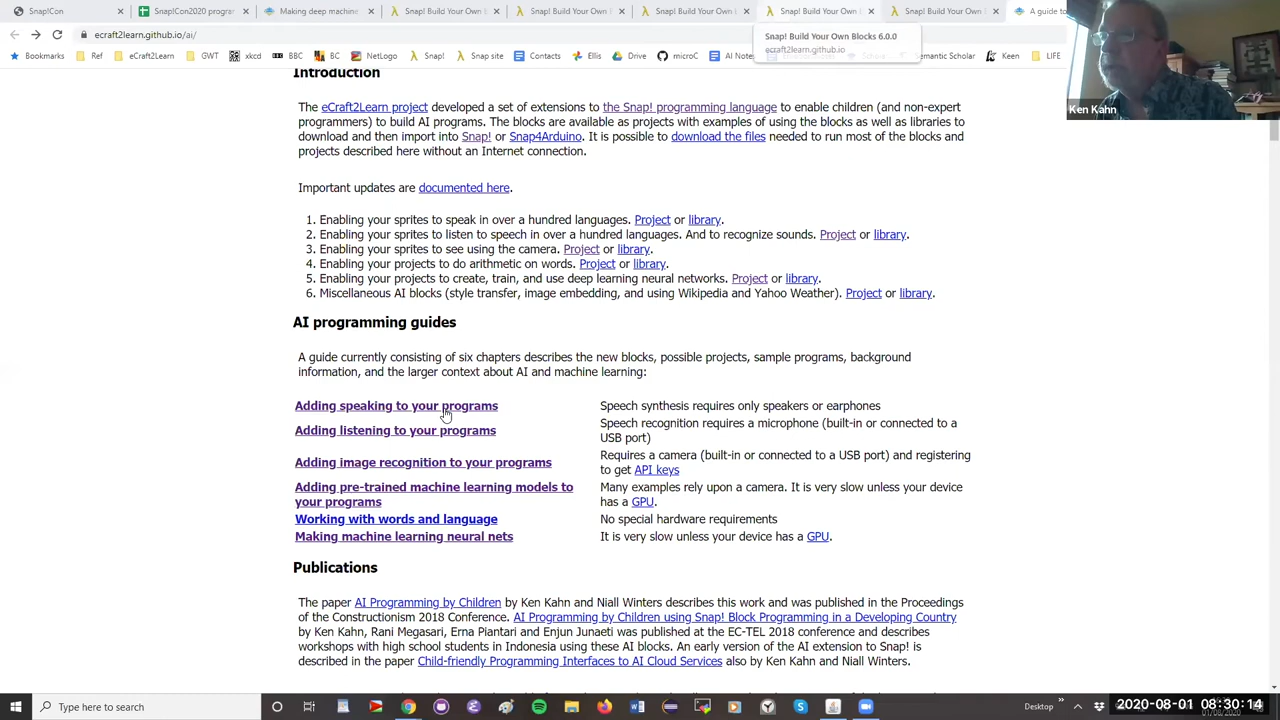 Snap!Con
Snap!Con2020 progra
Making deep machine
Snap! Build Your Own B
Snap! Build Your Own B
Snap! Build Your Own B
Snap! Build Your Own B
Snap! Build Your Own B
A guide to
ecraft2learn.github.io/ai/
Snap! Build Your Own Blocks 6.0.0
ecraft2learn.github.io
Bookmarks
Ref
eCraft2Learn
GWT
xkcd
BBC
NetLogo
Snap!
Snap site
Contacts
Ellis
Drive
microC
AI Note
Semantic Scholar
Keen
LIFE
Ken Kahn
Introduction
The eCraft2Learn project developed a set of extensions to the Snap! programming language to enable children (and non-expert
programmers) to build AI programs. The blocks are available as projects with examples of using the blocks as well as libraries to
download and then import into Snap! or Snap4Arduino. It is possible to download the files needed to run most of the blocks and
projects described here without an Internet connection.
Important updates are documented here.
1. Enabling your sprites to speak in over a hundred languages. Project or library.
2. Enabling your sprites to listen to speech in over a hundred languages. And to recognize sounds. Project or library.
3. Enabling your sprites to see using the camera. Project or library.
4. Enabling your projects to do arithmetic on words. Project or library.
5. Enabling your projects to create, train, and use deep learning neural networks. Project or library.
6. Miscellaneous AI blocks (style transfer, image embedding, and using Wikipedia and Yahoo Weather). Project or library.
AI programming guides
A guide currently consisting of six chapters describes the new blocks, possible projects, sample programs, background
information, and the larger context about AI and machine learning:
Adding speaking to your programs
Speech synthesis requires only speakers or earphones
Adding listening to your programs
Speech recognition requires a microphone (built-in or connected to a
USB port)
Adding image recognition to your programs
Requires a camera (built-in or connected to a USB port) and registering
to get API keys
Adding pre-trained machine learning models to
your programs
Many examples rely upon a camera. It is very slow unless your device
has a GPU.
Working with words and language
No special hardware requirements
Making machine learning neural nets
It is very slow unless your device has a GPU.
Publications
The paper AI Programming by Children by Ken Kahn and Niall Winters describes this work and was published in the Proceedings
of the Constructionism 2018 Conference. AI Programming by Children using Snap! Block Programming in a Developing Country
by Ken Kahn, Rani Megasari, Erna Piantari and Enjun Junaeti was published at the EC-TEL 2018 conference and describes
workshops with high school students in Indonesia using these AI blocks. An early version of the AI extension to Snap! is
described in the paper Child-friendly Programming Interfaces to AI Cloud Services also by Ken Kahn and Niall Winters.
Type here to search
Desktop
2020-08-01 08:30:14